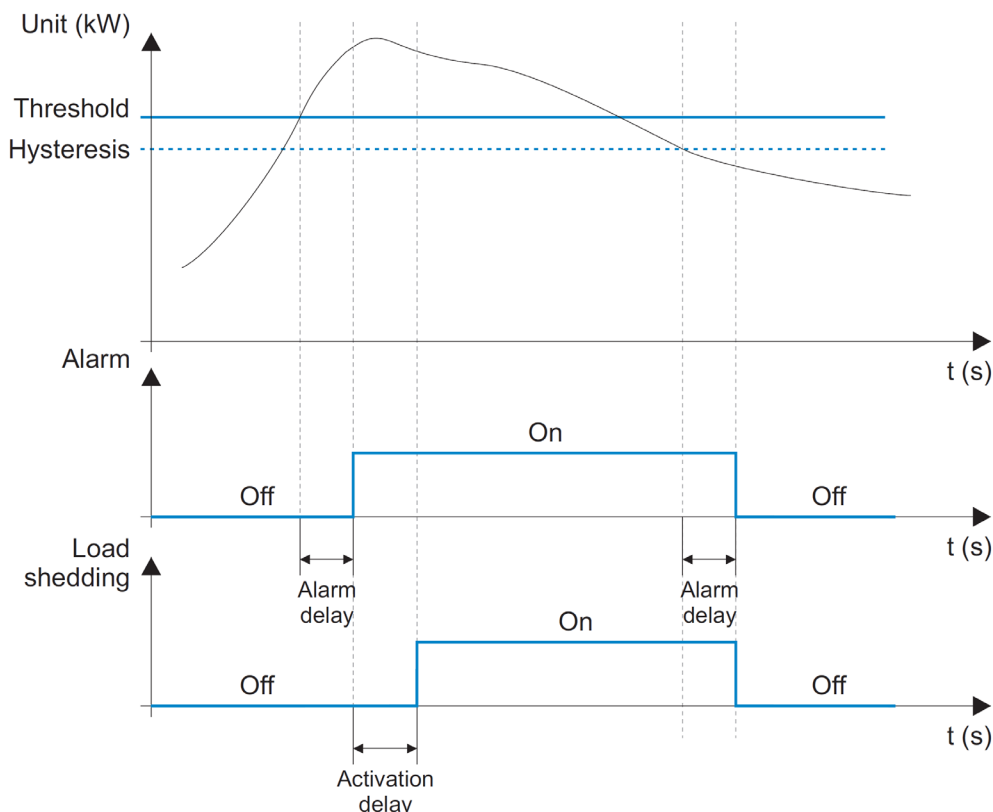 Unit (kW)
Threshold
Hysteresis
t (s)
Alarm
On
Off
Off
t (s)
Alarm
delay
Alarm
delay
Load
shedding
On
Off
Off
t (s)
Activation
delay